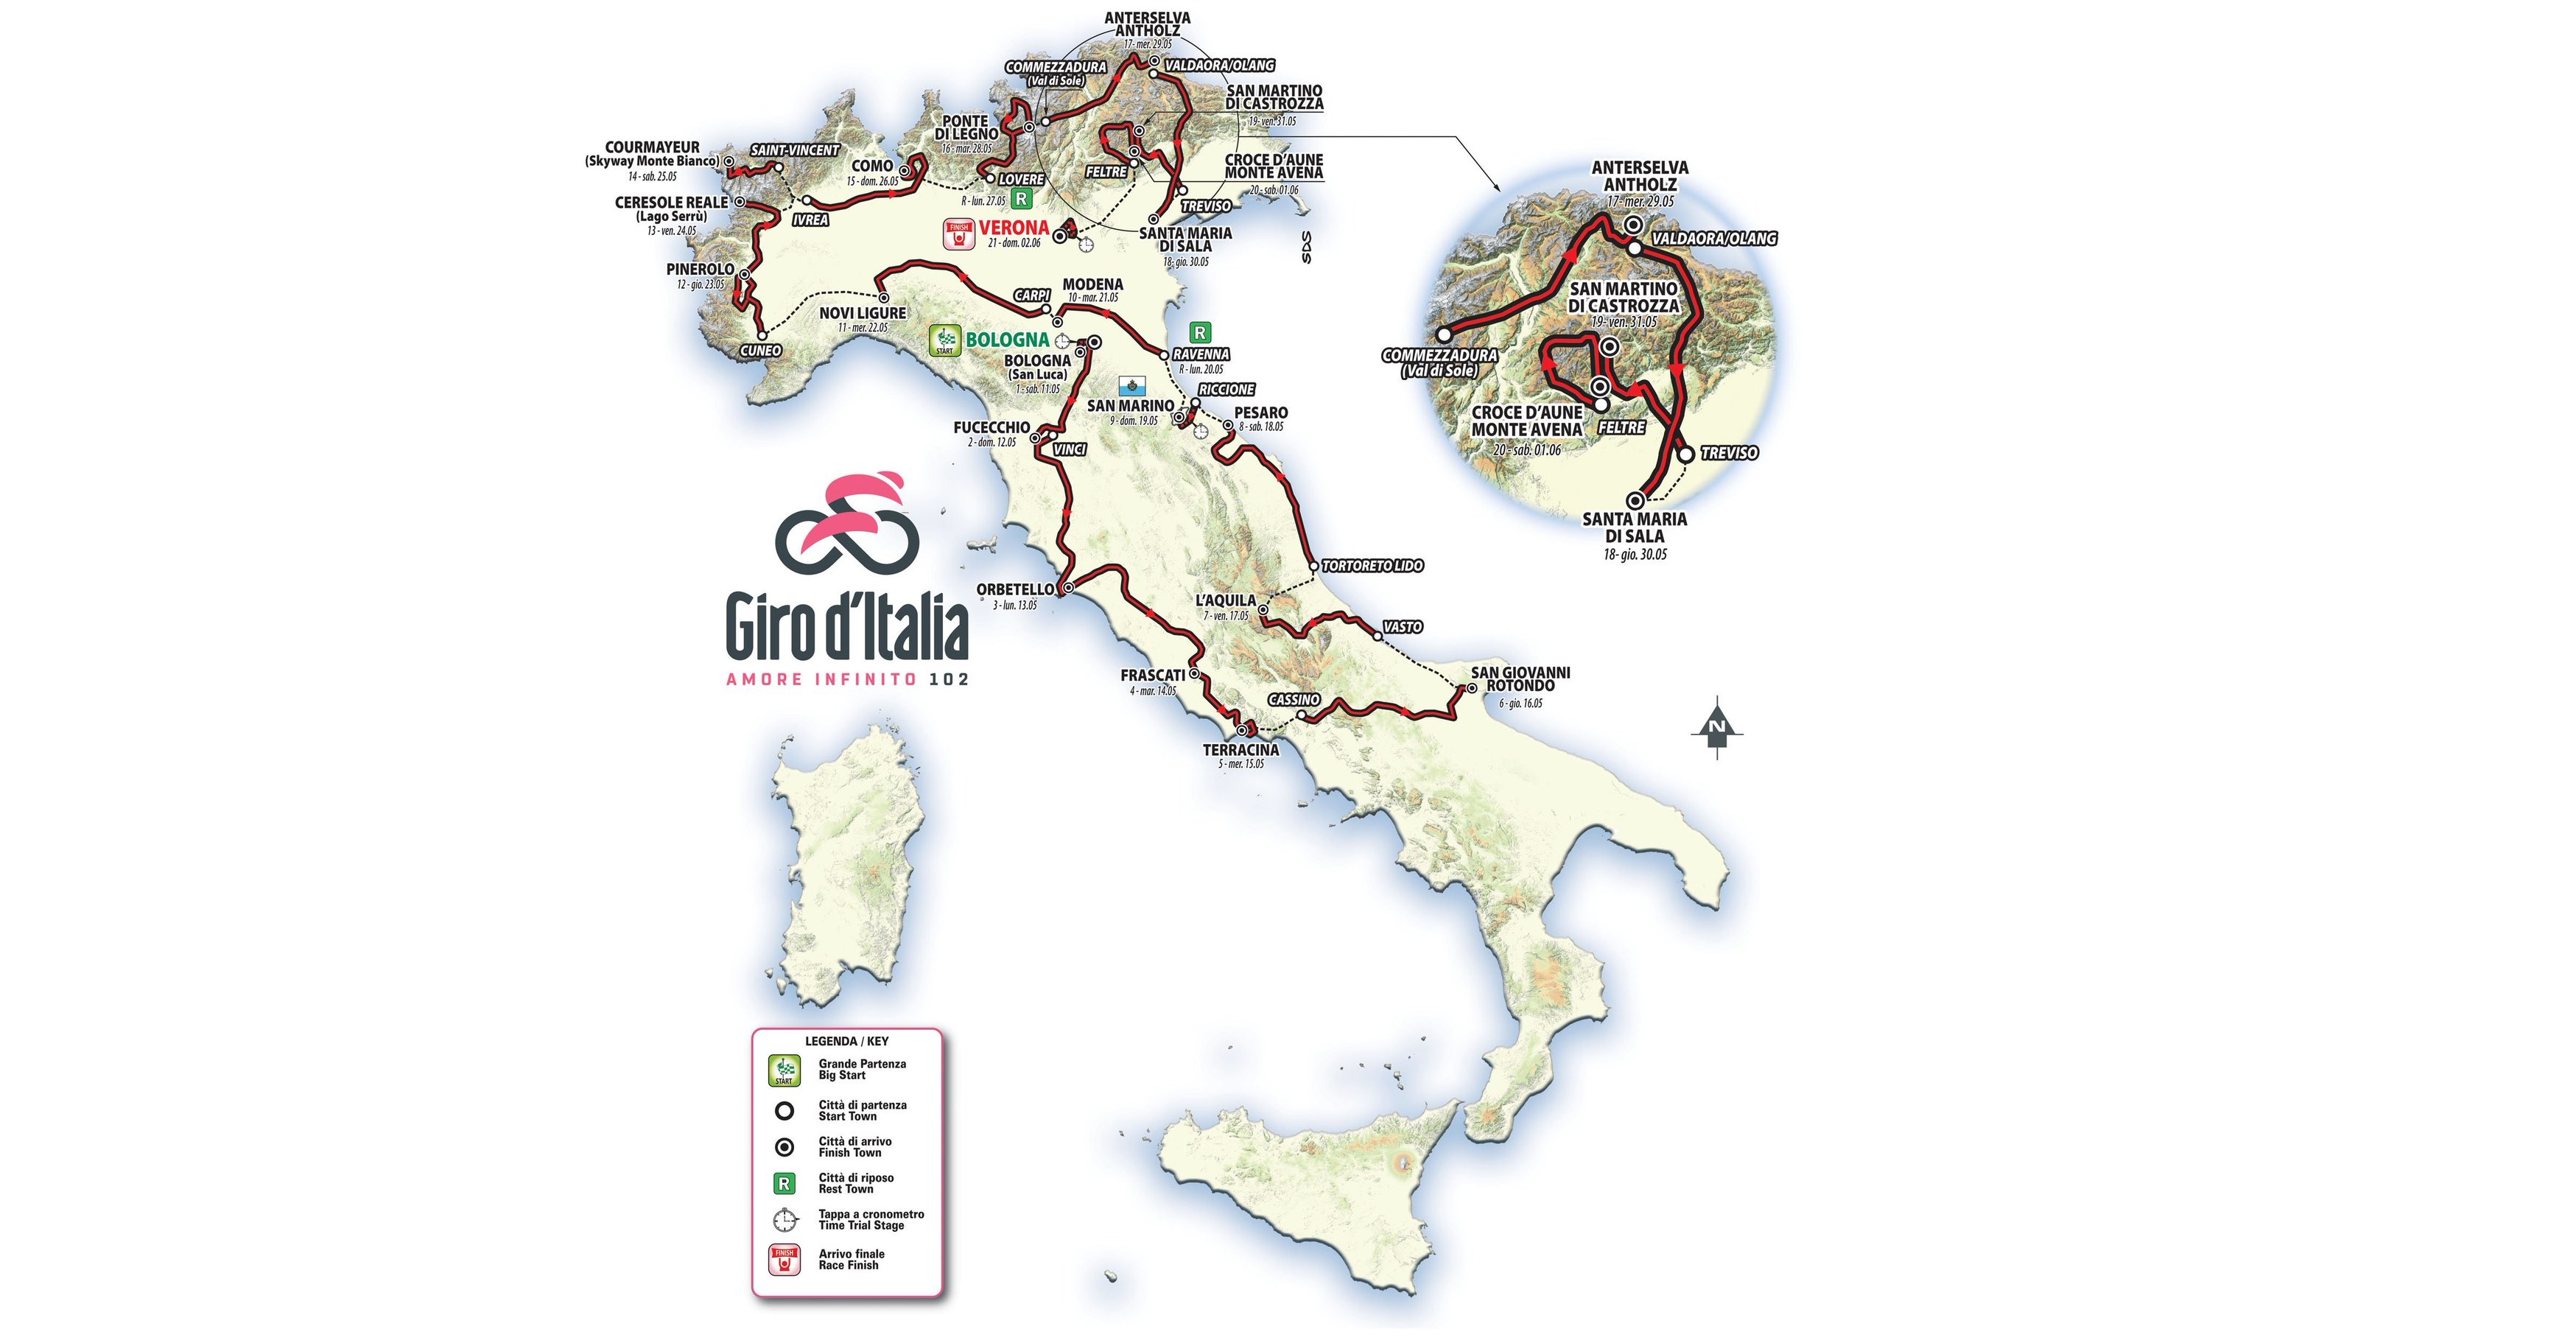 ANTERSELVA
ANTHOLZ
17- mer. 29.05
COMMEZZADURA
(Val di Sole)
VALDAORA/OLANG
SAN MARTINO
DI CASTROZZA
19- ven. 31.05
PONTE
DI LEGNO
16- mar. 28.05
COURMAYEUR
(Skyway Monte Bianco)
14 - sab. 25.05
SAINT-VINCENT
COMO
15 - dom. 26.05
LOVERE
R - lun. 27.05
R
FELTRE
CROCE D'AUNE
MONTE AVENA
20 - sab. 01.06
TREVISO
CERESOLE REALE
(Lago Serrù)
13 - ven. 24.05
IVREA
FINISH
VERONA
21 - dom. 02.06
SANTA MARIA
DI SALA
18- gio. 30.05
SDS
PINEROLO
12 - gio. 23.05
CARPI
MODENA
10 - mar. 21.05
NOVI LIGURE
11 - mer. 22.05
CUNEO
START
BOLOGNA
BOLOGNA
(San Luca)
1 - sab. 11.05
R
RAVENNA
R - lun. 20.05
RICCIONE
SAN MARINO
9 - dom. 19.05
PESARO
8 - sab. 18.05
FUCECCHIO
2 - dom. 12.05
VINCI
ORBETELLO
3 - lun. 13.05
TORTORETO LIDO
L'AQUILA
7 - ven. 17.05
VASTO
FRASCATI
4 - mar. 14.05
CASSINO
SAN GIOVANNI
ROTONDO
6 - gio. 16.05
TERRACINA
5 - mer. 15.05
ANTERSELVA
ANTHOLZ
17- mer. 29.05
VALDAORA/OLANG
SAN MARTINO
DI CASTROZZA
19- ven. 31.05
COMMEZZADURA
(Val di Sole)
CROCE D'AUNE
MONTE AVENA
20 - sab. 01.06
FELTRE
TREVISO
SANTA MARIA
DI SALA
18- gio. 30.05
Giro d'Italia
AMORE INFINITO 102
N
LEGENDA / KEY
START
Grande Partenza
Big Start
Città di partenza
Start Town
Città di arrivo
Finish Town
R
Città di riposo
Rest Town
Tappa a cronometro
Time Trial Stage
FINISH
Arrivo finale
Race Finish